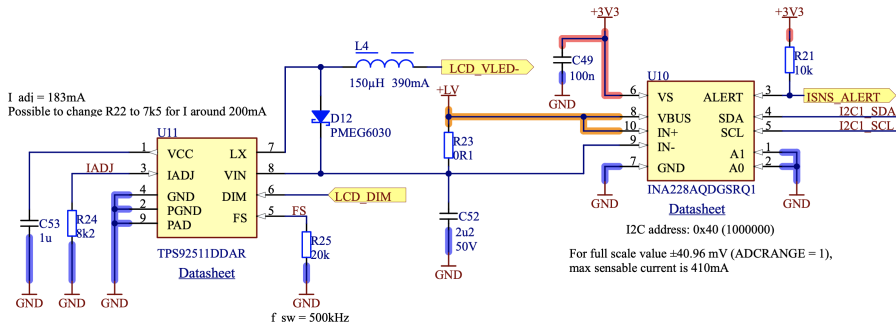 +3V3
+3V3
L4
150μH 390mA
LCD_VLED-
C49
100n
GND
R21
10k
U10
I adj = 183mA
Possible to change R22 to 7k5 for I around 200mA
+LV
D12
PMEG6030
6 VS ALERT 3
ISNS_ALERT
8 VBUS SDA 4
I2C1_SDA
10 IN+ SCL 5
I2C1_SCL
9 IN-
A1 1
7 GND A0 2
INA228AQDGSRQ1
Datasheet
GND
GND
R23
0R1
U11
1 VCC LX 7
IADJ
3 IADJ VIN 8
4 GND DIM 6
LCD_DIM
2 PGND FS 5
FS
9 PAD
TPS92511DDAR
Datasheet
C53
1u
R24
8k2
R25
20k
C52
2u2
50V
GND
GND
GND
GND
GND
f sw = 500kHz
I2C address: 0x40 (1000000)
For full scale value ±40.96 mV (ADCRANGE = 1),
max sensable current is 410mA